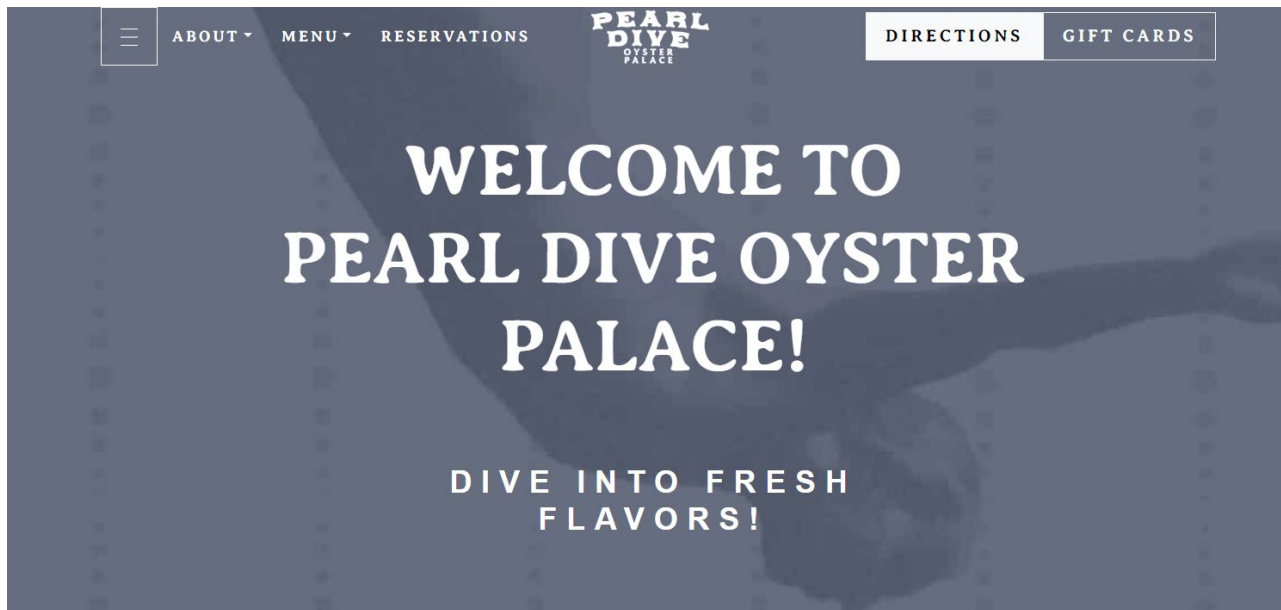 ABOUT MENU RESERVATIONS
PEARL
DIVE
OYSTER
PALACE
DIRECTIONS GIFT CARDS
WELCOME TO
PEARL DIVE OYSTER
PALACE!
DIVE INTO FRESH
FLAVORS!